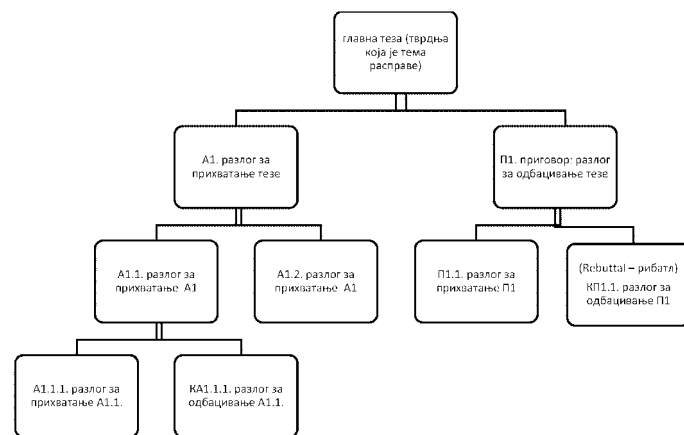 главна теза (тврдња
која је тема
расправе)
А1. разлог за
прихватање тезе
П1. приговор: разлог
за одбацивање тезе
А1.1. разлог за
прихватање А1
А1.2. разлог за
прихватање А1
П1.1. разлог за
прихватање П1
(Rebuttal – рибатл)
КП1.1. разлог за
одбацивање П1
А1.1.1. разлог за
прихватање А1.1.
КА1.1.1. разлог за
одбацивање А1.1.